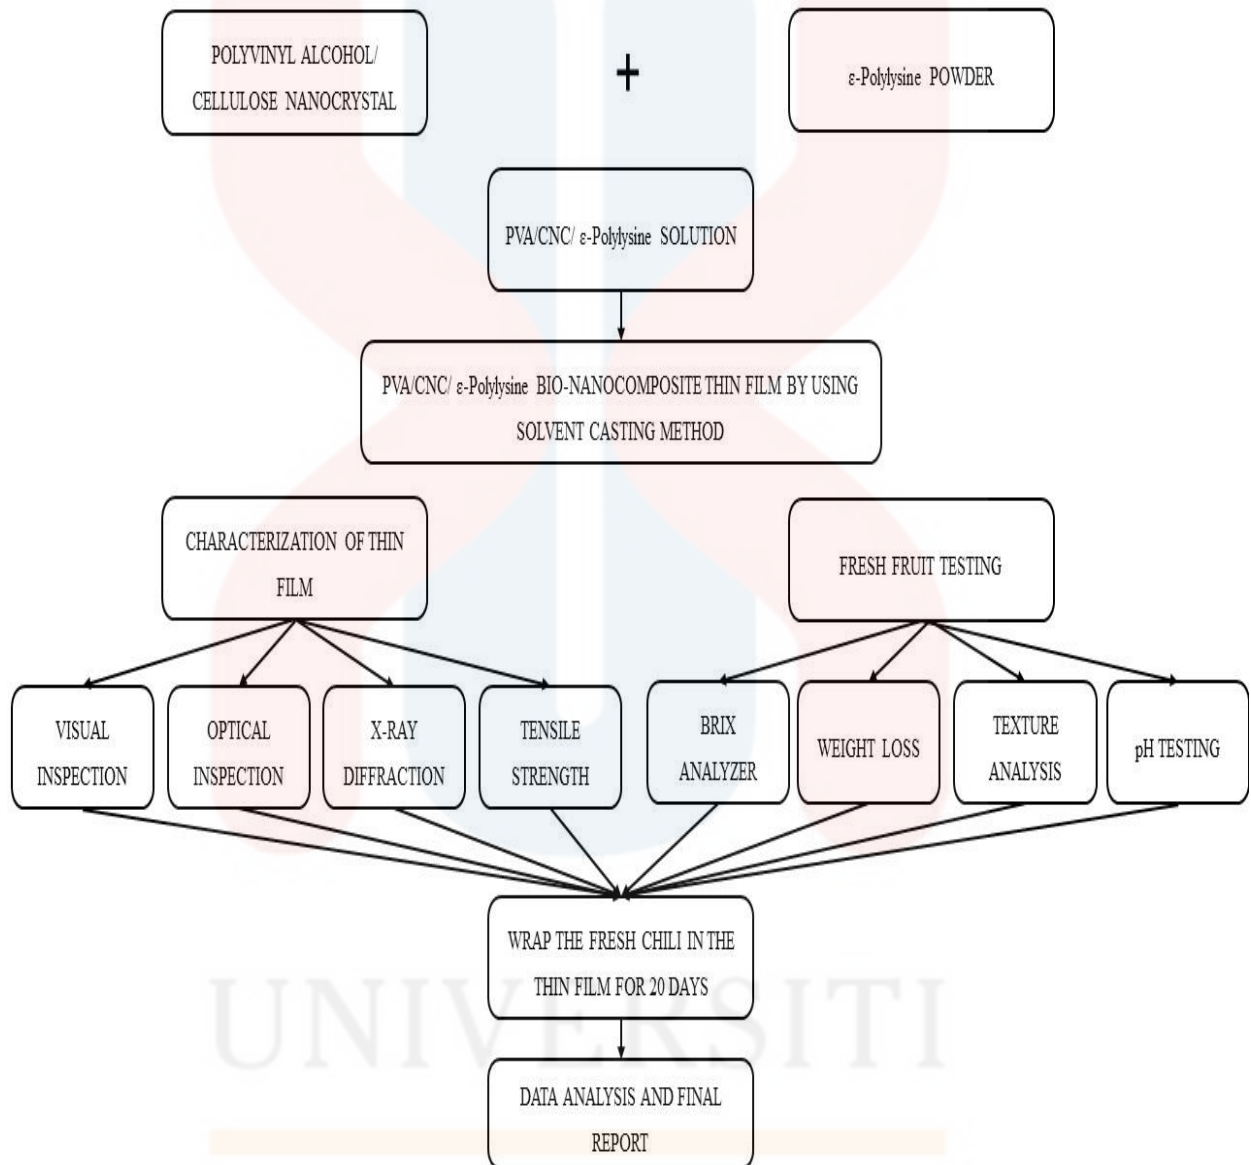 POLYVINYL ALCOHOL/
CELLULOSE NANOCRYSTAL
+
ε-Polylysine POWDER
PVA/CNC/ ε-Polylysine SOLUTION
PVA/CNC/ ε-Polylysine BIO-NANOCOMPOSITE THIN FILM BY USING
SOLVENT CASTING METHOD
CHARACTERIZATION OF THIN
FILM
FRESH FRUIT TESTING
VISUAL
INSPECTION
OPTICAL
INSPECTION
X-RAY
DIFFRACTION
TENSILE
STRENGTH
BRIX
ANALYZER
WEIGHT LOSS
TEXTURE
ANALYSIS
pH TESTING
WRAP THE FRESH CHILI IN THE
THIN FILM FOR 20 DAYS
UNIVERSITI
DATA ANALYSIS AND FINAL
REPORT